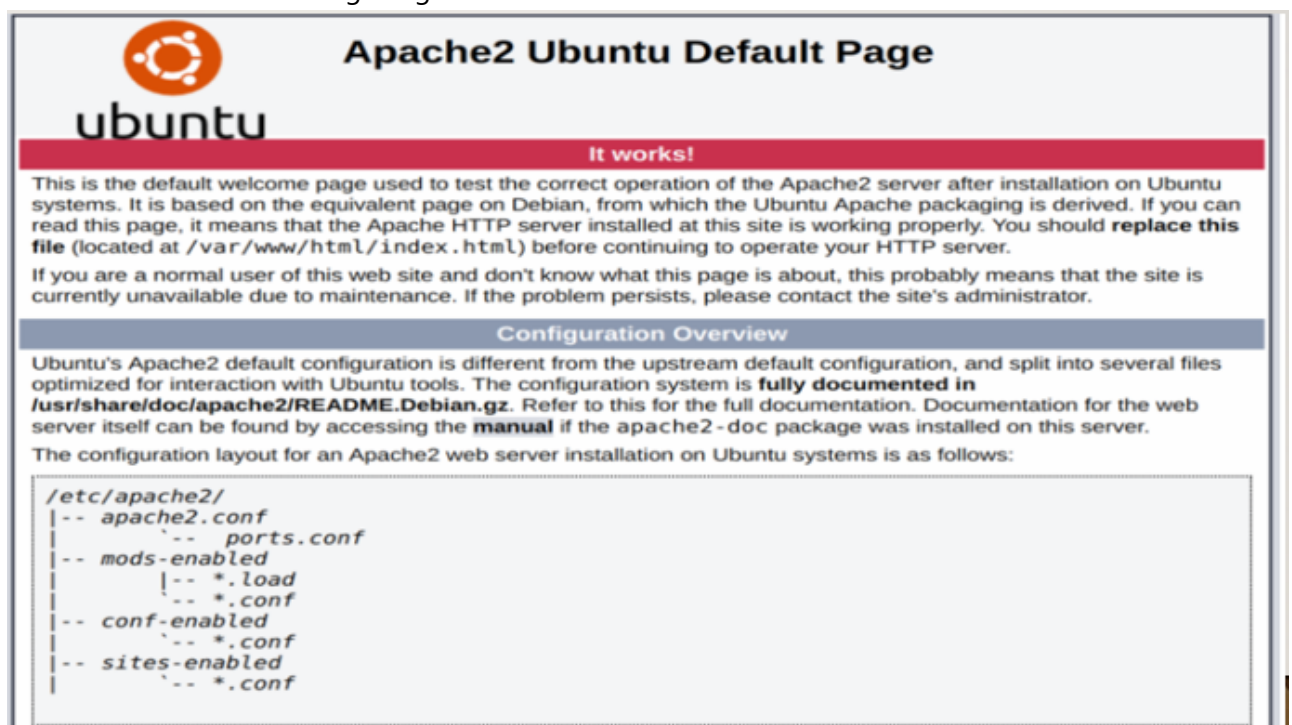 Apache2 Ubuntu Default Page
ubuntu
It works!
This is the default welcome page used to test the correct operation of the Apache2 server after installation on Ubuntu
systems. It is based on the equivalent page on Debian, from which the Ubuntu Apache packaging is derived. If you can
read this page, it means that the Apache HTTP server installed at this site is working properly. You should replace this
file (located at /var/www/html/index.html) before continuing to operate your HTTP server.
If you are a normal user of this web site and don't know what this page is about, this probably means that the site is
currently unavailable due to maintenance. If the problem persists, please contact the site's administrator.
Configuration Overview
Ubuntu's Apache2 default configuration is different from the upstream default configuration, and split into several files
optimized for interaction with Ubuntu tools. The configuration system is fully documented in
/usr/share/doc/apache2/README.Debian.gz. Refer to this for the full documentation. Documentation for the web
server itself can be found by accessing the manual if the apache2-doc package was installed on this server.
The configuration layout for an Apache2 web server installation on Ubuntu systems is as follows:
/etc/apache2/
|-- apache2.conf
|       `--  ports.conf
|-- mods-enabled
|       |-- *.load
|       `-- *.conf
|-- conf-enabled
|       `-- *.conf
|-- sites-enabled
|       `-- *.conf